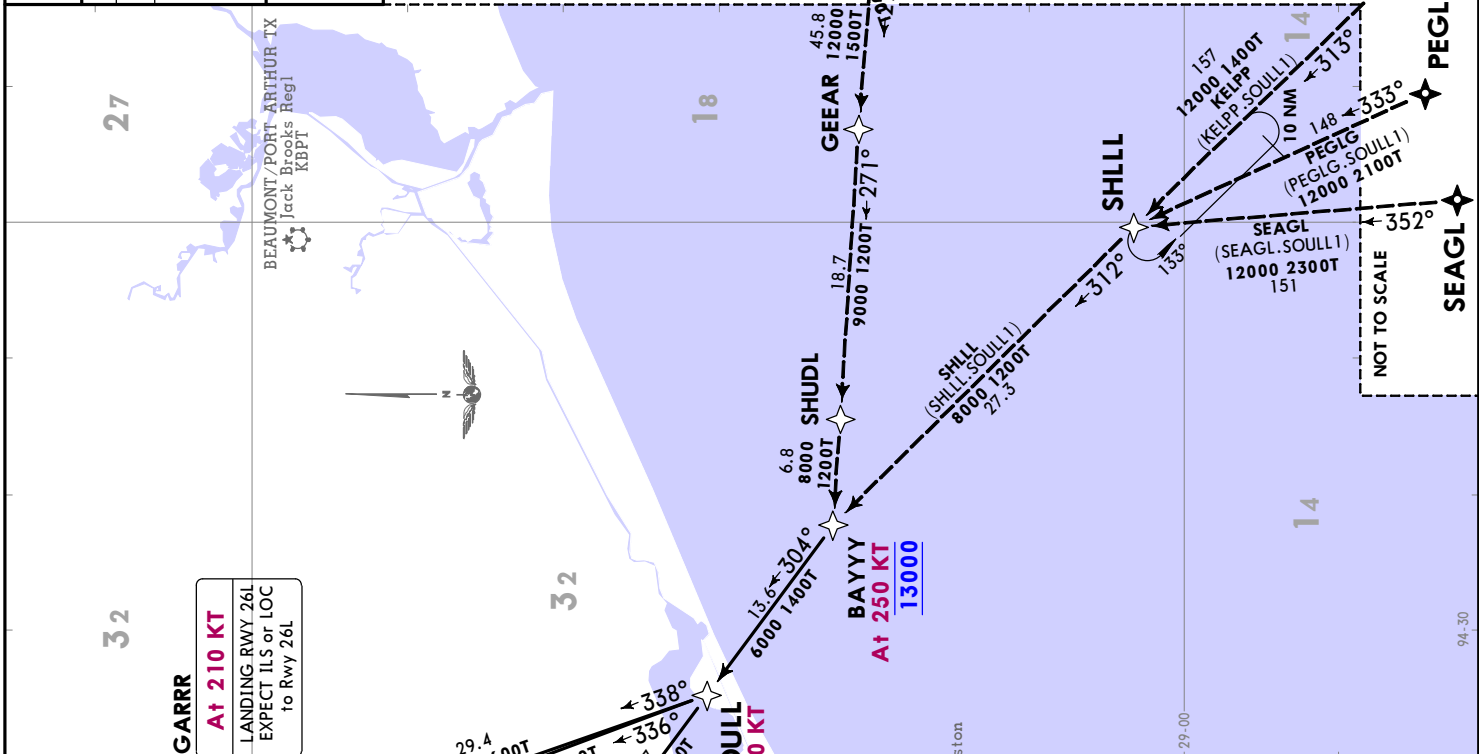 27
BEAUMONT/PORT ARTHUR TX
Jack Brooks Regl
KBPT
18
45.8
12000
1500T
GEEAR
271°
18.7
9000 1200T
SHUDL
6.8
8000
1200T
BAYYY
At 250 KT
13000
304°
13.6
6000 1400T
157
12000 1400T
KELPP
(KELPP.SOULL1)
313°
14
10 NM
148
333°
PEGLG
(PEGLG.SOULL1)
12000 2100T
PEGL
SHLLL
133°
352°
SEAGL
(SEAGL.SOULL1)
12000 2300T
151
SEAGL
NOT TO SCALE
312°
SHLLL
(SHLLL.SOULL1)
8000 1200T
27.3
N
32
32
14
94-30
29-00
GARRR
At 210 KT
LANDING RWY 26L
EXPECT ILS or LOC
to Rwy 26L
338°
336°
29.4
00T
OULL
0 KT
ston